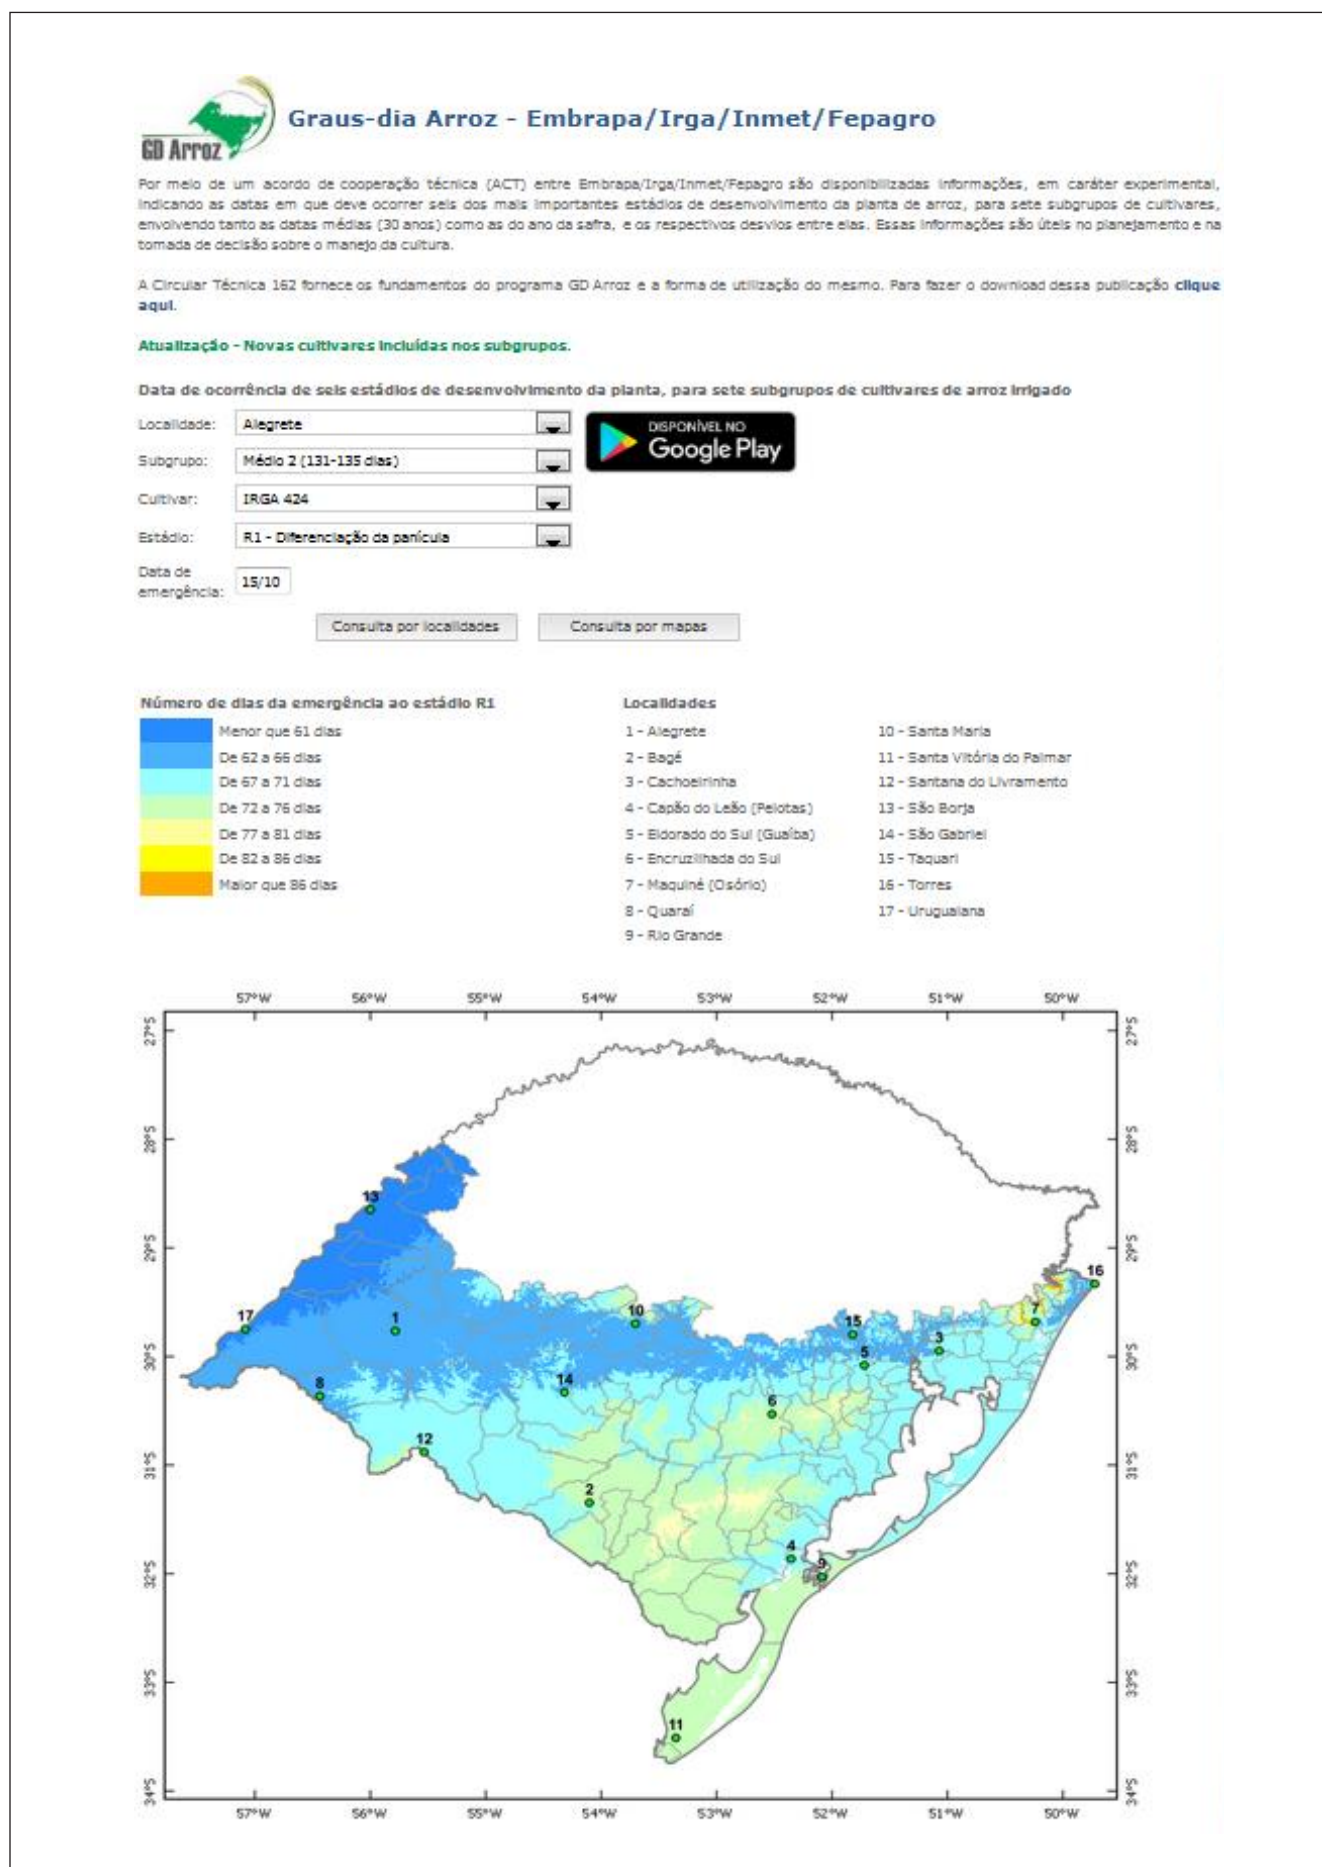 GD Arroz
Graus-dia Arroz - Embrapa/Irga/Inmet/Fepagro
Por meio de um acordo de cooperação técnica (ACT) entre Embrapa/Irga/Inmet/Fepagro são disponibilizadas informações, em caráter experimental,
indicando as datas em que deve ocorrer seis dos mais importantes estádios de desenvolvimento da planta de arroz, para sete subgrupos de cultivares,
envolvendo tanto as datas médias (30 anos) como as do ano da safra, e os respectivos desvios entre elas. Essas informações são úteis no planejamento e na
tomada de decisão sobre o manejo da cultura.
A Circular Técnica 162 fornece os fundamentos do programa GD Arroz e a forma de utilização do mesmo. Para fazer o download dessa publicação clique
aqui.
Atualização - Novas cultivares incluídas nos subgrupos.
Data de ocorrência de seis estádios de desenvolvimento da planta, para sete subgrupos de cultivares de arroz irrigado
Localidade: Alegrete
DISPONÍVEL NO
Google Play
Subgrupo: Médio 2 (131-135 dias)
Cultivar: IRGA 424
Estádio: R1 - Diferenciação da panícula
Data de
emergência: 15/10
Consulta por localidades Consulta por mapas
Número de dias da emergência ao estádio R1
Menor que 61 dias
De 62 a 66 dias
De 67 a 71 dias
De 72 a 76 dias
De 77 a 81 dias
De 82 a 86 dias
Maior que 86 dias
Localidades
1 - Alegrete
2 - Bagé
3 - Cachoeirinha
4 - Capão do Leão (Pelotas)
5 - Eldorado do Sul (Guaíba)
6 - Encruzilhada do Sul
7 - Maquiné (Osório)
8 - Quaraí
9 - Rio Grande
10 - Santa Maria
11 - Santa Vitória do Palmar
12 - Santana do Livramento
13 - São Borja
14 - São Gabriel
15 - Taquari
16 - Torres
17 - Uruguaiana
57°W 56°W 55°W 54°W 53°W 52°W 51°W 50°W
27°S 27°S
28°S 28°S
13
29°S 29°S
16
17 1 10 15 3 7
30°S 30°S
5
8 14 6
12
31°S 31°S
2
4 9
32°S 32°S
33°S 33°S
11
34°S 34°S
57°W 56°W 55°W 54°W 53°W 52°W 51°W 50°W